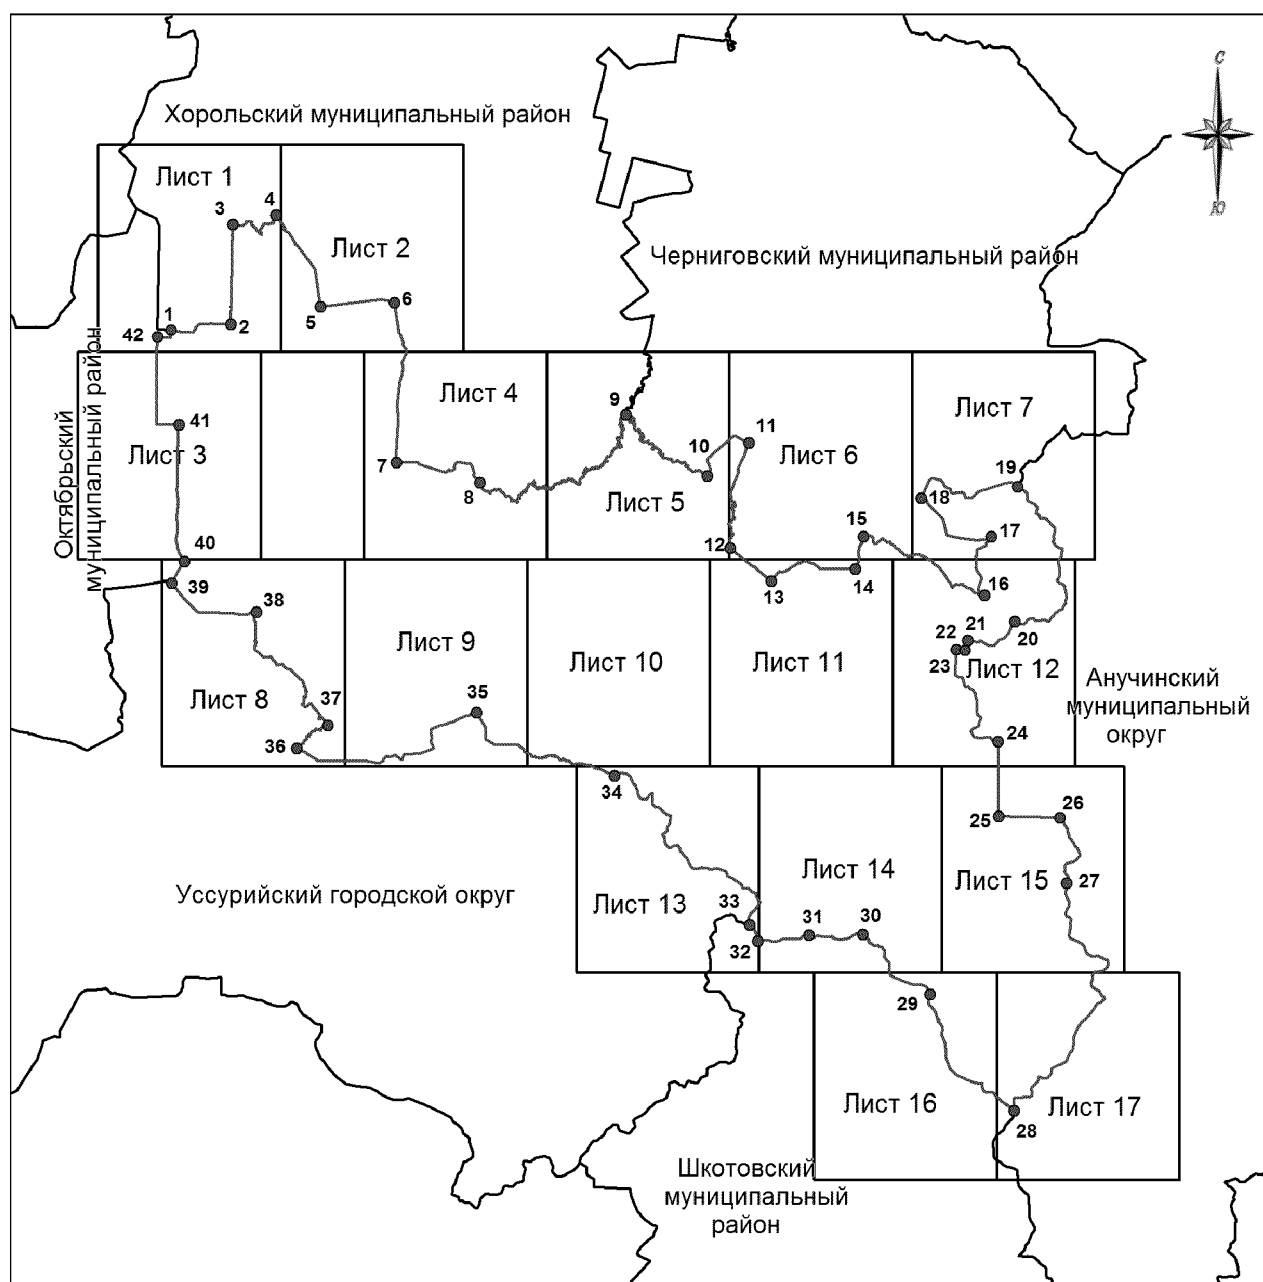 С
Хорольский муниципальный район
Лист 1
4
3
Ю
Лист 2
Черниговский муниципальный район
6
5
1
2
42
Октябрьский
муниципальный район
Лист 4
9
11
Лист 7
41
Лист 3
10
Лист 6
7
8
19
18
Лист 5
15
17
12
40
14
13
16
39
38
20
21
22
Лист 9
Лист 10
Лист 11
23
Лист 12
Анучинский
муниципальный
округ
Лист 8
35
37
24
36
34
25
26
Лист 14
Лист 15
27
Уссурийский городской округ
Лист 13
33
31
30
32
29
Лист 16
Лист 17
28
Шкотовский
муниципальный
район